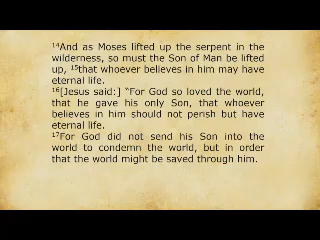 ¹⁴And as Moses lifted up the serpent in the
wilderness, so must the Son of Man be lifted
up, ¹⁵that whoever believes in him may have
eternal life.
¹⁶[Jesus said:] “For God so loved the world,
that he gave his only Son, that whoever
believes in him should not perish but have
eternal life.
¹⁷For God did not send his Son into the
world to condemn the world, but in order
that the world might be saved through him.